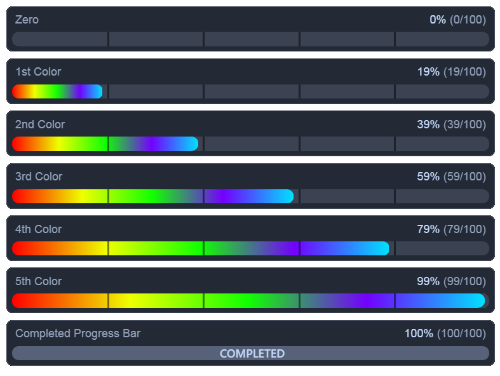 Zero 0% (0/100)
1st Color 19% (19/100)
2nd Color 39% (39/100)
3rd Color 59% (59/100)
4th Color 79% (79/100)
5th Color 99% (99/100)
Completed Progress Bar 100% (100/100)
COMPLETED